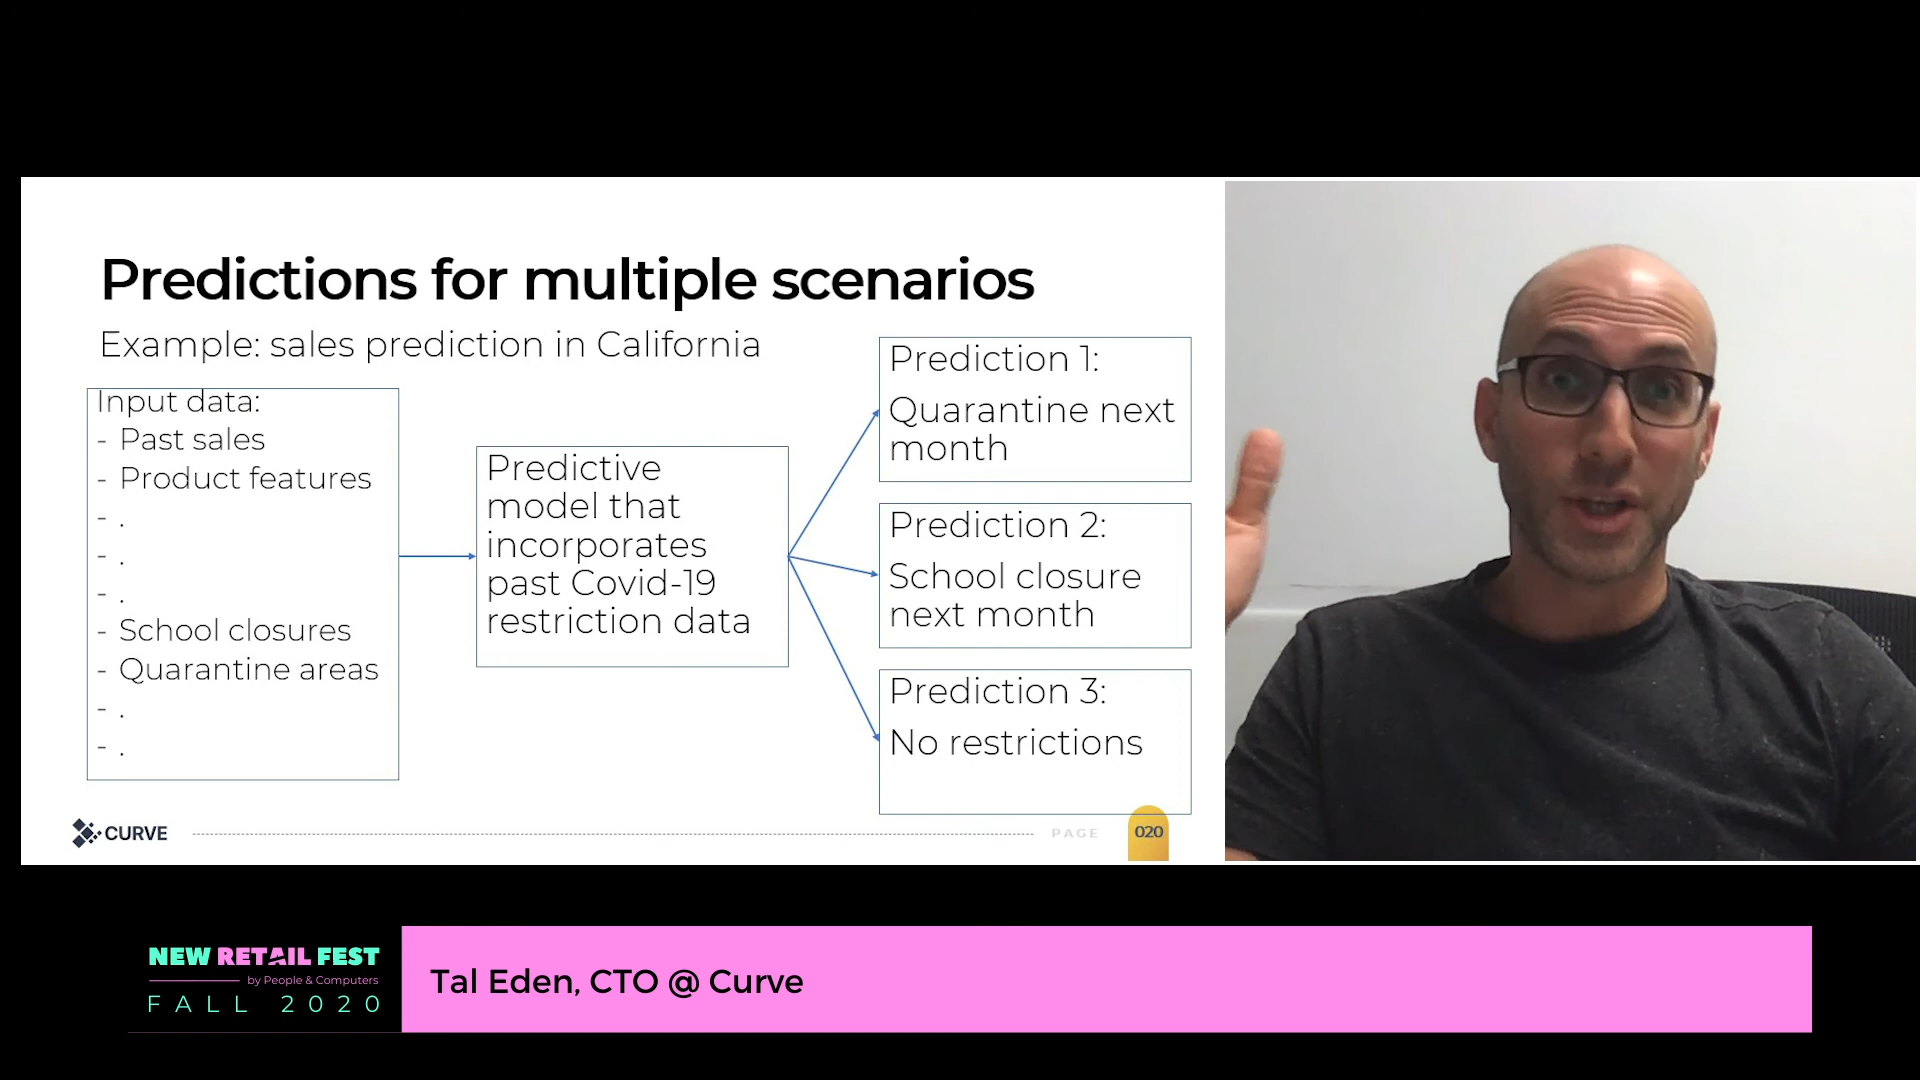 Predictions for multiple scenarios
Example: sales prediction in California
Input data:
- Past sales
- Product features
- .
- .
- .
- School closures
- Quarantine areas
- .
- .
Predictive
model that
incorporates
past Covid-19
restriction data
Prediction 1:
Quarantine next
month
Prediction 2:
School closure
next month
Prediction 3:
No restrictions
CURVE
PAGE
020
NEW RETAIL FEST
by People & Computers
FALL 2020
Tal Eden, CTO @ Curve